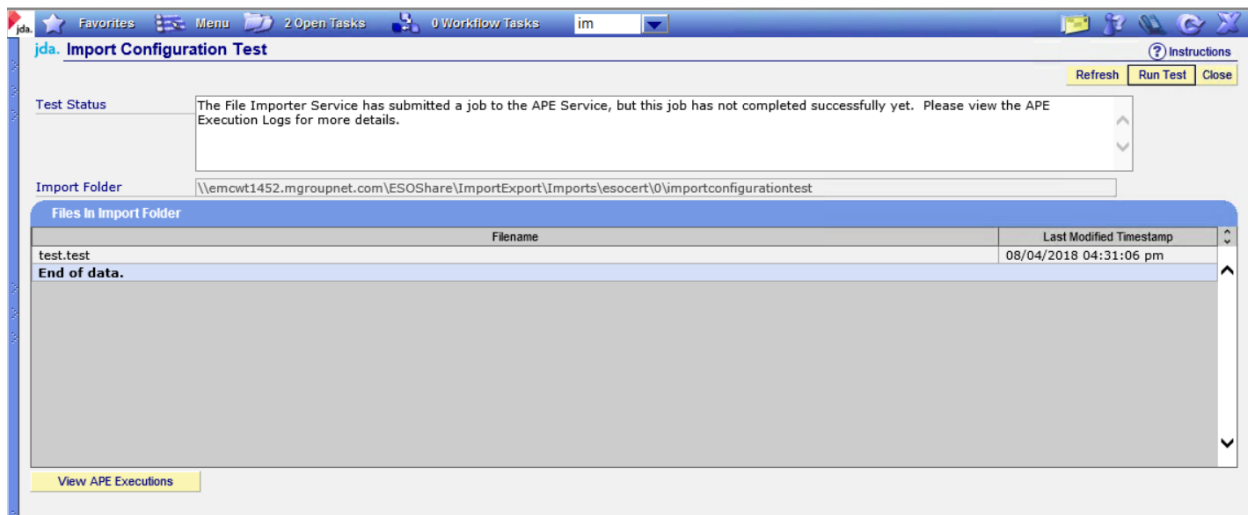 jda. Favorites Menu 2 Open Tasks 0 Workflow Tasks im
jda. Import Configuration Test
Instructions
Refresh Run Test Close
Test Status
The File Importer Service has submitted a job to the APE Service, but this job has not completed successfully yet.  Please view the APE
Execution Logs for more details.
Import Folder
\\emcwt1452.mgroupnet.com\ESOShare\ImportExport\Imports\esocert\0\importconfigurationtest
Files In Import Folder
Filename Last Modified Timestamp
test.test 08/04/2018 04:31:06 pm
End of data.
View APE Executions